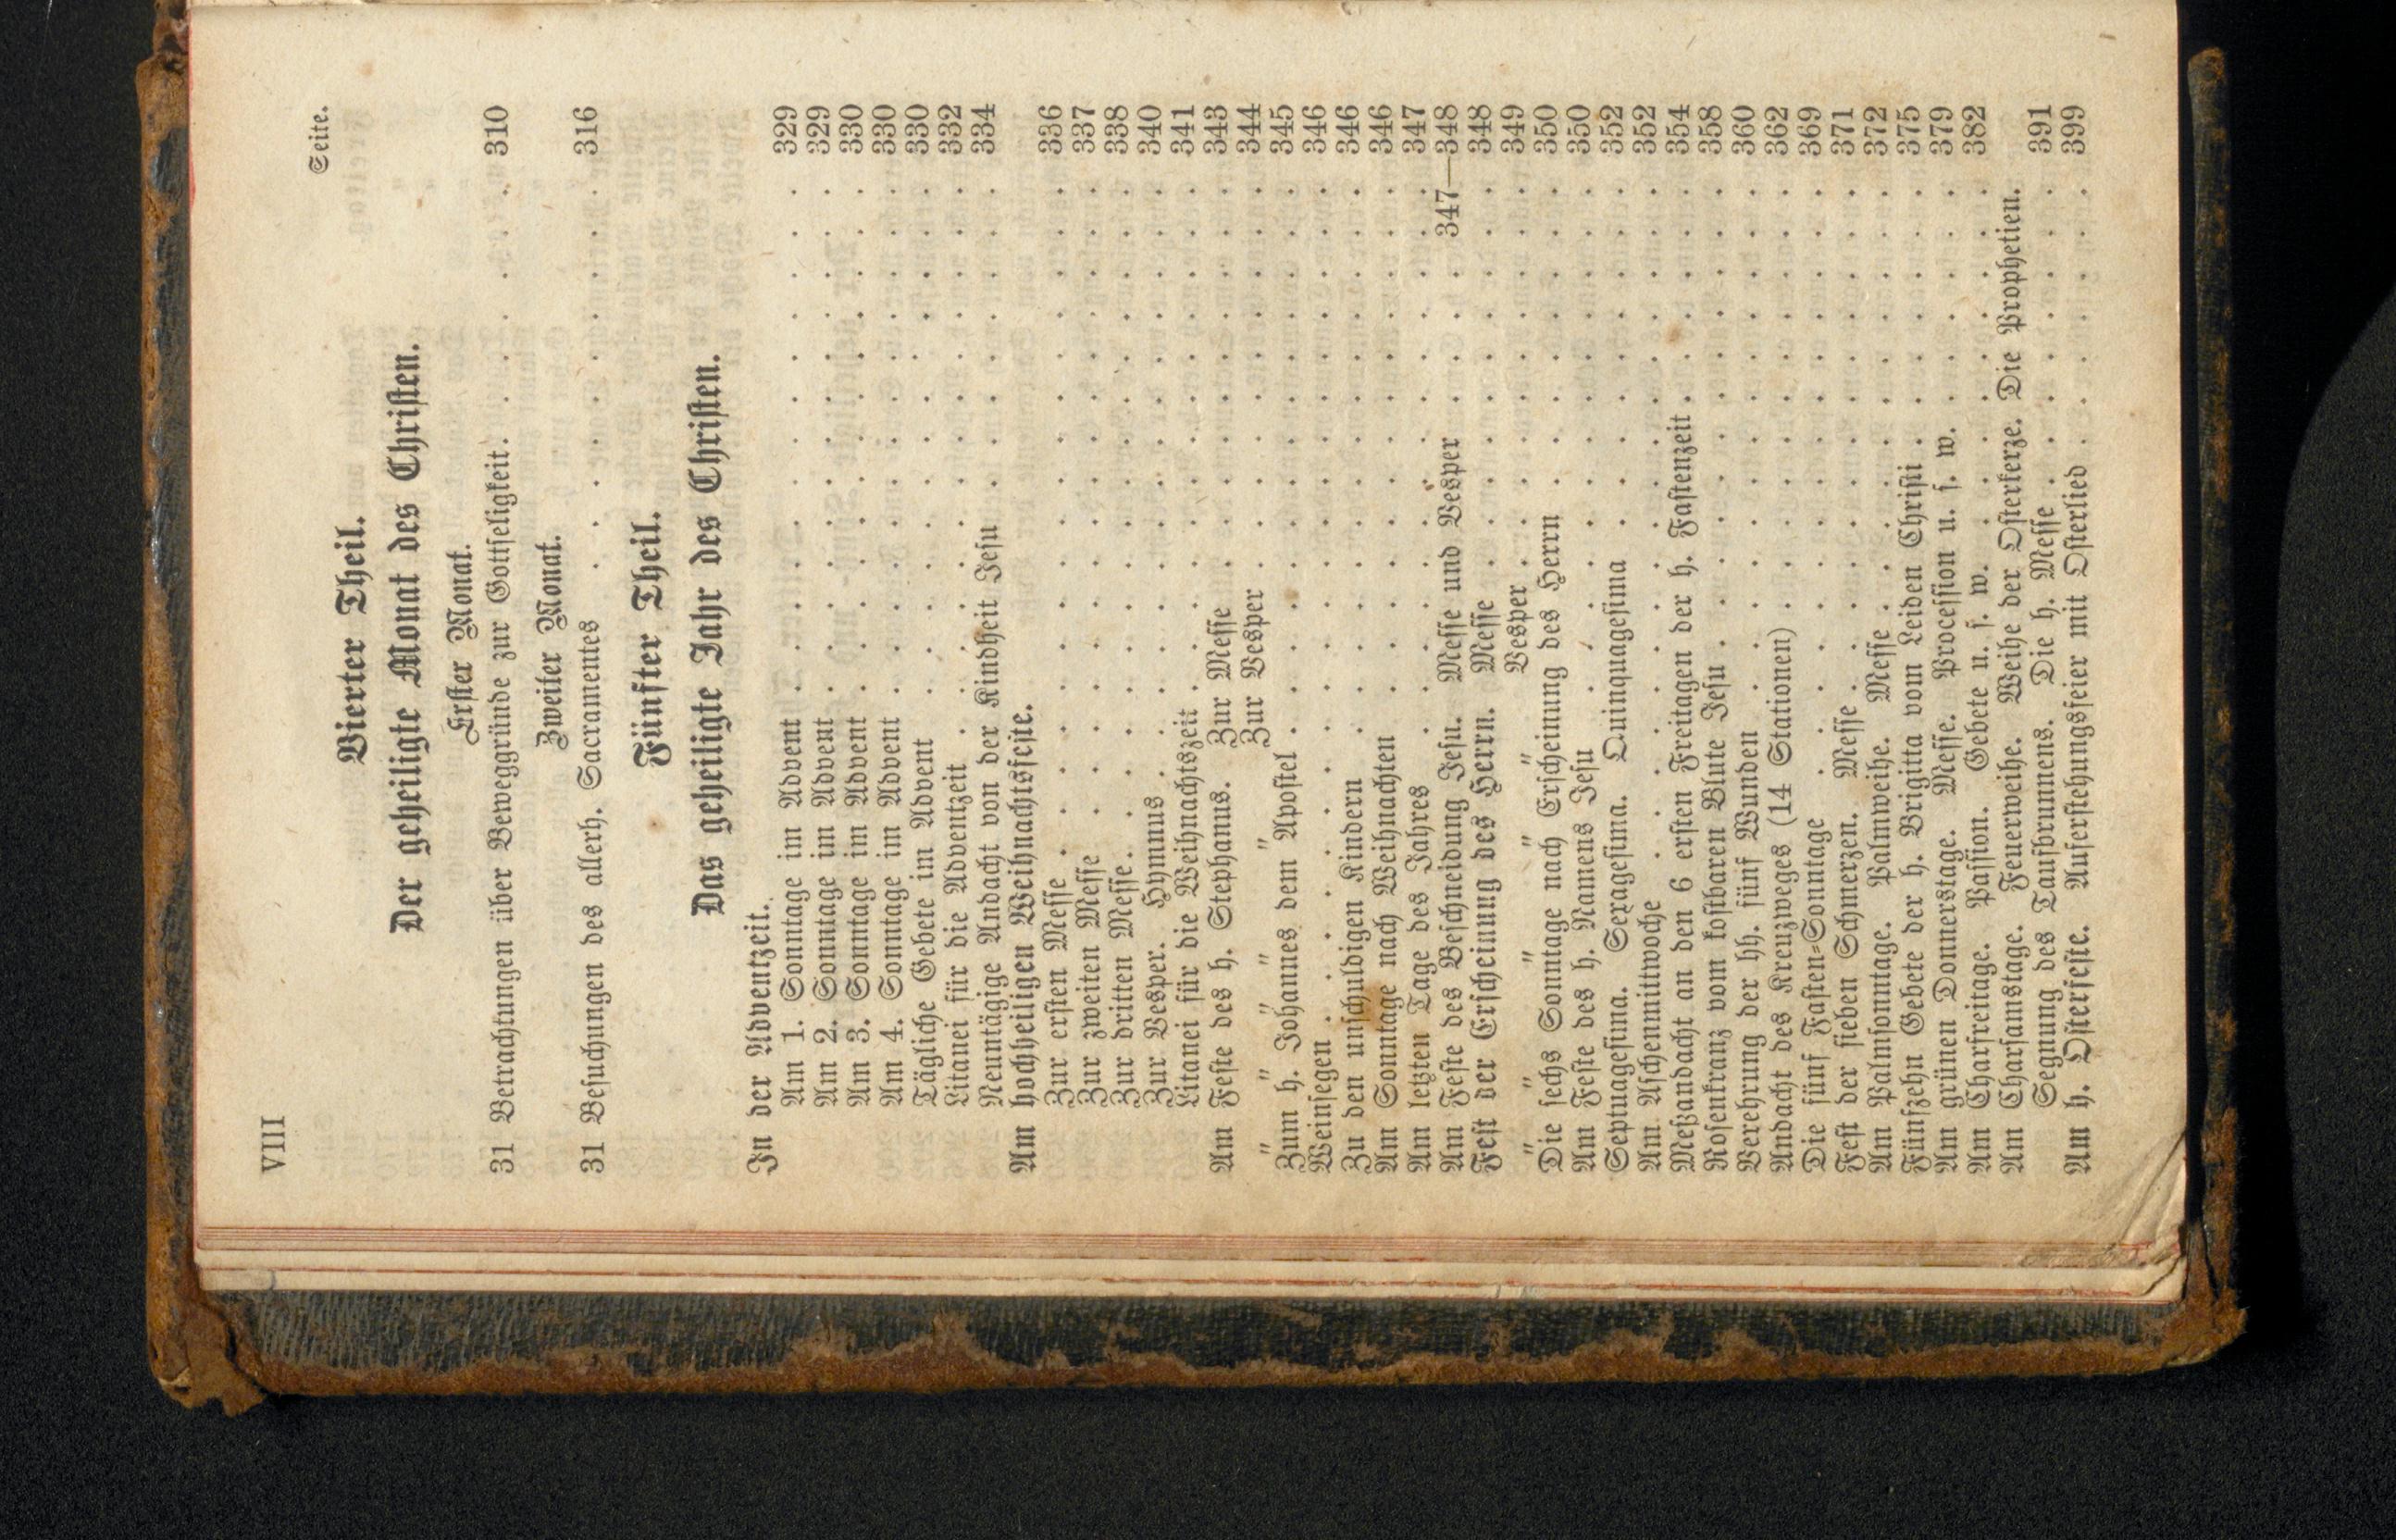 VIII
Seite.
Vierter Theil.
Der geheiligte Monat des Christen.
Erster Monat.
31 Betrachtungen über Beweggründe zur Gottseligkeit . . . . . . . 310
Zweiter Monat.
31 Besuchungen des allerh. Sacramentes . . . . . . . . . . 316
Fünfter Theil.
Das geheiligte Jahr des Christen.
In der Adventzeit.
Am 1. Sonntage im Advent . . . . . . . . . . . . . 329
Am 2. Sonntage im Advent . . . . . . . . . . . . . 329
Am 3. Sonntage im Advent . . . . . . . . . . . . . 330
Am 4. Sonntage im Advent . . . . . . . . . . . . . 330
Tägliche Gebete im Advent . . . . . . . . . . . . . 330
Litanei für die Adventzeit . . . . . . . . . . . . . . 332
Neuntägige Andacht von der Kindheit Jesu . . . . . . . . . 334
Am hochheiligen Weihnachtsfeste.
Zur ersten Messe . . . . . . . . . . . . . . . . . 336
Zur zweiten Messe . . . . . . . . . . . . . . . . 337
Zur dritten Messe . . . . . . . . . . . . . . . . . 338
Zur Vesper. Hymnus . . . . . . . . . . . . . . . 340
Litanei für die Weihnachtszeit . . . . . . . . . . . . . 341
Am Feste des h. Stephanus. Zur Messe . . . . . . . . . . 343
" " " " Zur Vesper . . . . . . . . . . 344
Zum h. Johannes dem Apostel . . . . . . . . . . . . . . 345
Weinsegen . . . . . . . . . . . . . . . . . . . . 346
Zu den unschuldigen Kindern . . . . . . . . . . . . . . 346
Am Sonntage nach Weihnachten . . . . . . . . . . . . . 346
Am letzten Tage des Jahres . . . . . . . . . . . . . . 347
Am Feste des Beschneidung Jesu. Messe und Vesper . . . . . 347—348
Fest der Erscheinung des Herrn. Messe . . . . . . . . . . . 348
" " " " Vesper . . . . . . . . . . . 349
Die sechs Sonntage nach Erscheinung des Herrn . . . . . . . . 350
Am Feste des h. Namens Jesu . . . . . . . . . . . . . . 350
Septuagesima. Sexagesima. Quinquagesima . . . . . . . . . 352
Am Aschenmittwoche . . . . . . . . . . . . . . . . . 352
Meßandacht an den 6 ersten Freitagen der h. Fastenzeit . . . . . . 354
Rosenkranz vom kostbaren Blute Jesu . . . . . . . . . . . . 358
Verehrung der hh. fünf Wunden . . . . . . . . . . . . . . 360
Andacht des Kreuzweges (14 Stationen) . . . . . . . . . . . 362
Die fünf Fasten-Sonntage . . . . . . . . . . . . . . . 369
Fest der sieben Schmerzen. Messe . . . . . . . . . . . . . 371
Am Palmsonntage. Palmweihe. Messe . . . . . . . . . . . . 372
Fünfzehn Gebete der h. Brigitta vom Leiden Christi . . . . . . . 375
Am grünen Donnerstage. Messe. Procession u. s. w. . . . . . . 379
Am Charfreitage. Passion. Gebete u. s. w. . . . . . . . . . . 382
Am Charsamstage. Feuerweihe. Weihe der Osterkerze. Die Prophetien.
Segnung des Taufbrunnens. Die h. Messe . . . . . . . . . 391
Am h. Osterfeste. Auferstehungsfeier mit Osterlied . . . . . . . . 399